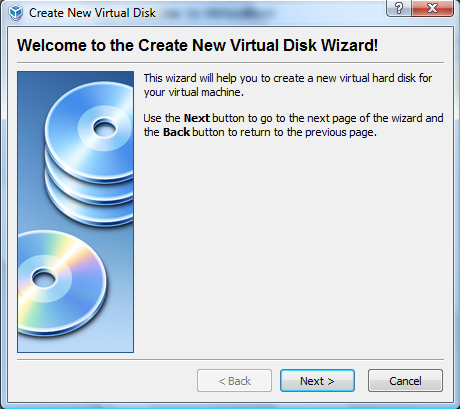 Create New Virtual Disk
Welcome to the Create New Virtual Disk Wizard!
This wizard will help you to create a new virtual hard disk for
your virtual machine.
Use the Next button to go to the next page of the wizard and
the Back button to return to the previous page.
< Back
Next >
Cancel